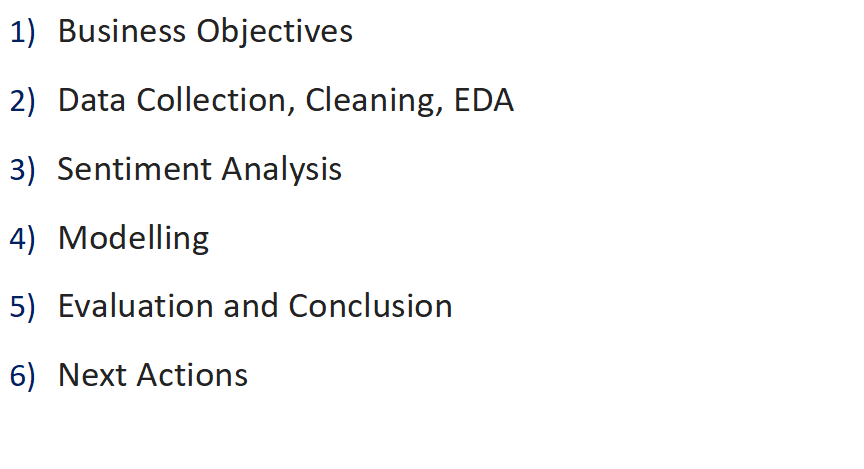 1) Business Objectives
2) Data Collection, Cleaning, EDA
3) Sentiment Analysis
4) Modelling
5) Evaluation and Conclusion
6) Next Actions